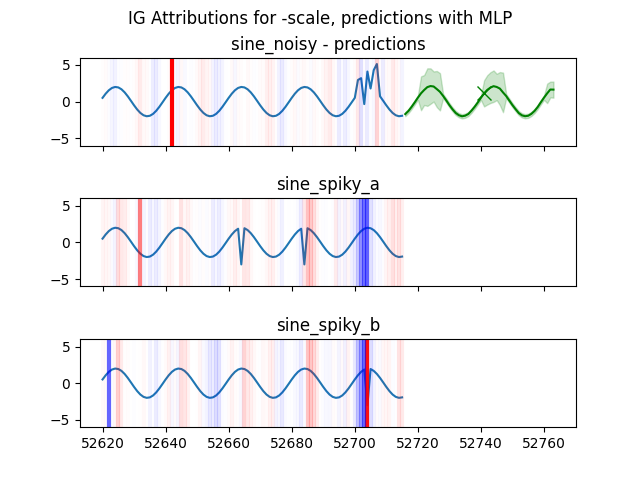 IG Attributions for -scale, predictions with MLP
sine_noisy - predictions
5
0
−5
sine_spiky_a
5
0
−5
sine_spiky_b
5
0
−5
52620 52640 52660 52680 52700 52720 52740 52760